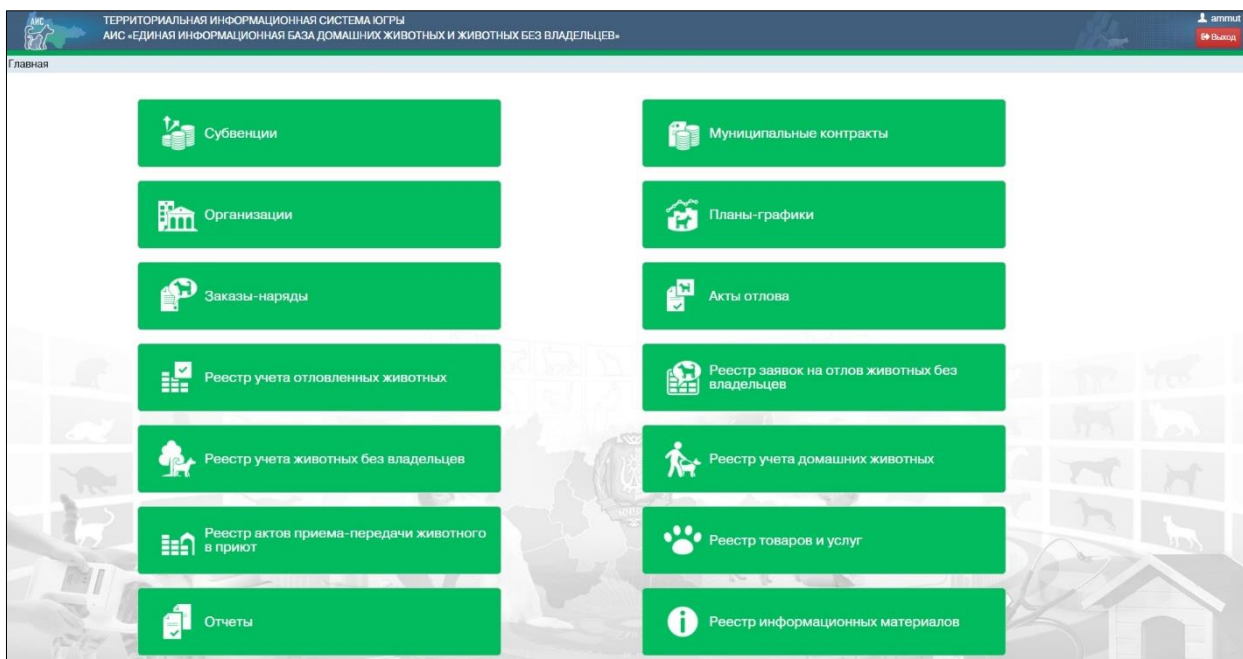 АИС
ТЕРРИТОРИАЛЬНАЯ ИНФОРМАЦИОННАЯ СИСТЕМА ЮГРЫ
АИС «ЕДИНАЯ ИНФОРМАЦИОННАЯ БАЗА ДОМАШНИХ ЖИВОТНЫХ И ЖИВОТНЫХ БЕЗ ВЛАДЕЛЬЦЕВ»
ammut
Выход
Главная
Субвенции
Муниципальные контракты
Организации
Планы-графики
Заказы-наряды
Акты отлова
Реестр учета отловленных животных
Реестр заявок на отлов животных без
владельцев
Реестр учета животных без владельцев
Реестр учета домашних животных
Реестр актов приема-передачи животного
в приют
Реестр товаров и услуг
Отчеты
Реестр информационных материалов